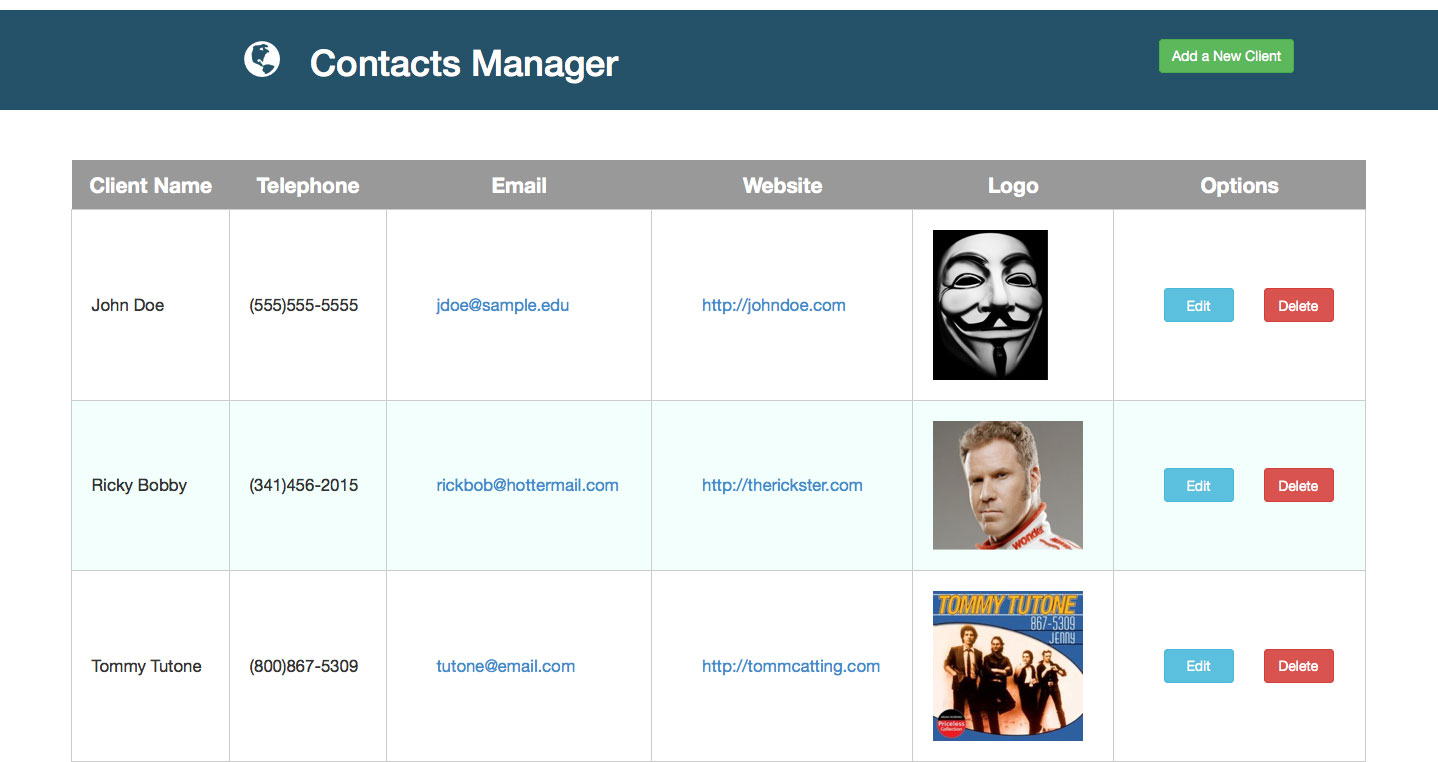 Contacts Manager
Add a New Client
Client Name Telephone Email Website Logo Options
John Doe (555)555-5555 jdoe@sample.edu http://johndoe.com Edit Delete
Ricky Bobby (341)456-2015 rickbob@hottermail.com http://therickster.com Edit Delete
wonder
TOMMY TUTONE
867-5309
JENNY
Tommy Tutone (800)867-5309 tutone@email.com http://tommcatting.com Edit Delete
Priceless
Collection